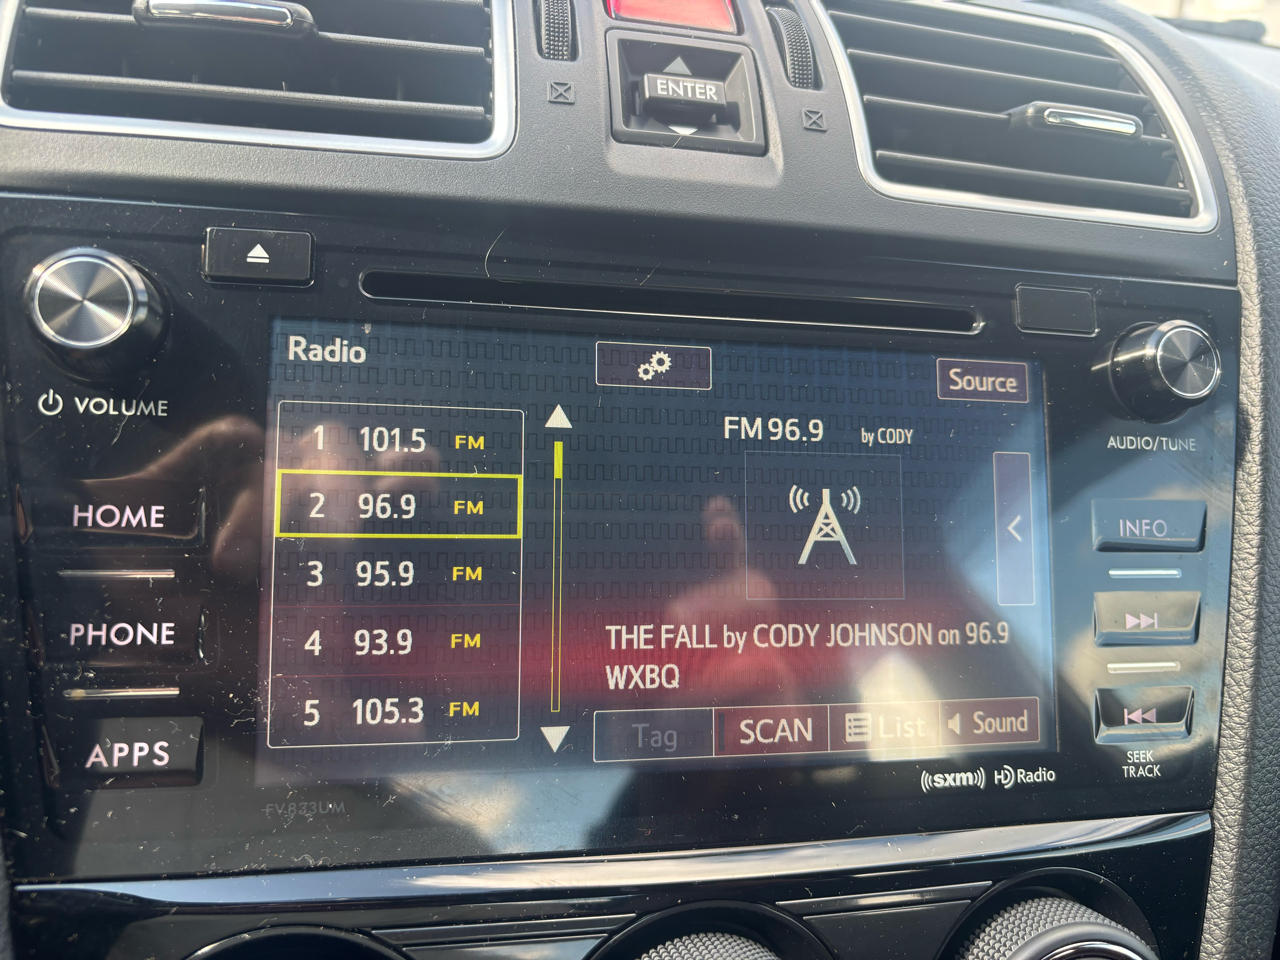 ENTER
Radio
Source
VOLUME
AUDIO/TUNE
1 101.5 FM
2 96.9 FM
3 95.9 FM
4 93.9 FM
5 105.3 FM
FM 96.9 by CODY
THE FALL by CODY JOHNSON on 96.9
WXBQ
Tag SCAN List Sound
HOME
PHONE
APPS
INFO
SEEK
TRACK
((sxm)) HD Radio
FV-833UM